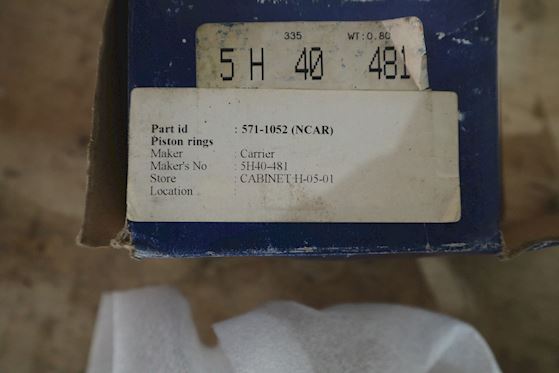 335 WT:0.80
5 H 40 481
Part id : 571-1052 (NCAR)
Piston rings
Maker : Carrier
Maker's No : 5H40-481
Store : CABINET H-05-01
Location :